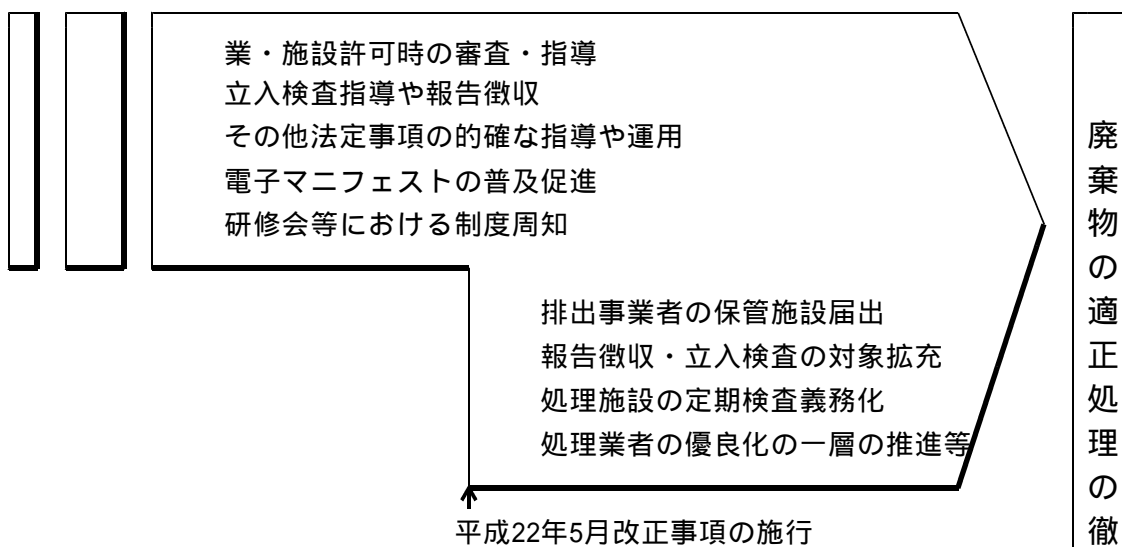 業・施設許可時の審査・指導
立入検査指導や報告徴収
その他法定事項の的確な指導や運用
電子マニフェストの普及促進
研修会等における制度周知
排出事業者の保管施設届出
報告徴収・立入検査の対象拡充
処理施設の定期検査義務化
処理業者の優良化の一層の推進等
平成22年5月改正事項の施行
廃棄物の適正処理の徹